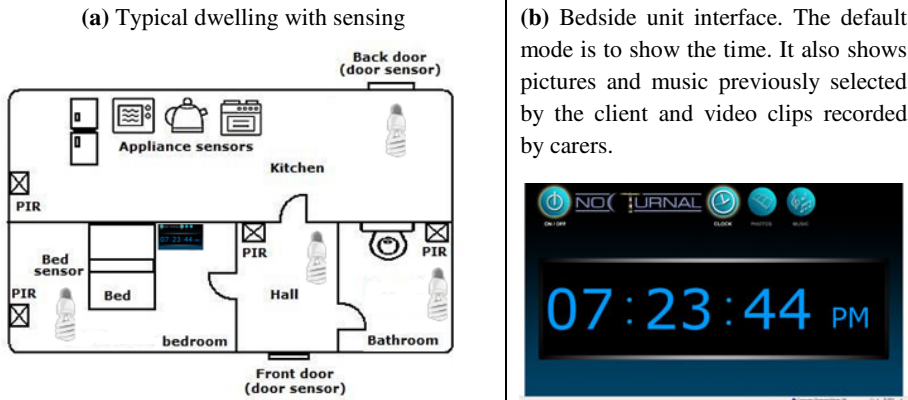 (a) Typical dwelling with sensing
Back door
(door sensor)
Appliance sensors
Kitchen
PIR
Bed
sensor
PIR
Bed
bedroom
PIR
Hall
PIR
Bathroom
Front door
(door sensor)
(b) Bedside unit interface. The default
mode is to show the time. It also shows
pictures and music previously selected
by the client and video clips recorded
by carers.
NOCTURNAL
ON / OFF
CLOCK
PHOTOS
MUSIC
07:23:44 PM